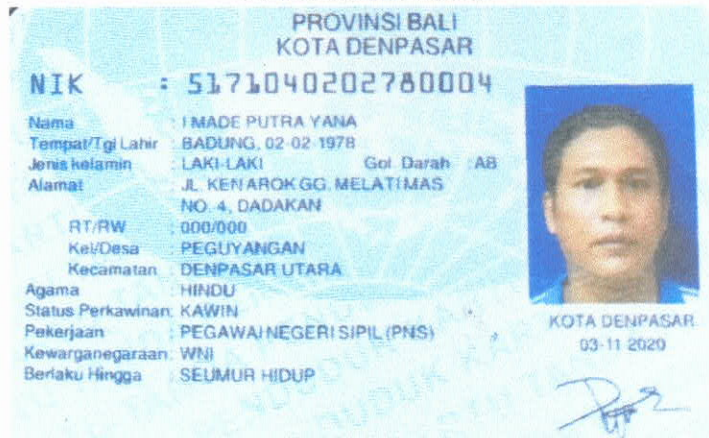 PROVINSI BALI
KOTA DENPASAR
NIK : 5171040202780004
Nama : I MADE PUTRA YANA
Tempat/Tgl Lahir : BADUNG, 02-02-1978
Jenis kelamin : LAKI-LAKI Gol. Darah : AB
Alamat : JL. KEN AROK GG. MELATI MAS
NO. 4, DADAKAN
RT/RW : 000/000
Kel/Desa : PEGUYANGAN
Kecamatan : DENPASAR UTARA
Agama : HINDU
Status Perkawinan: KAWIN
Pekerjaan : PEGAWAI NEGERI SIPIL (PNS)
Kewarganegaraan: WNI
Berlaku Hingga : SEUMUR HIDUP
KOTA DENPASAR
03-11-2020